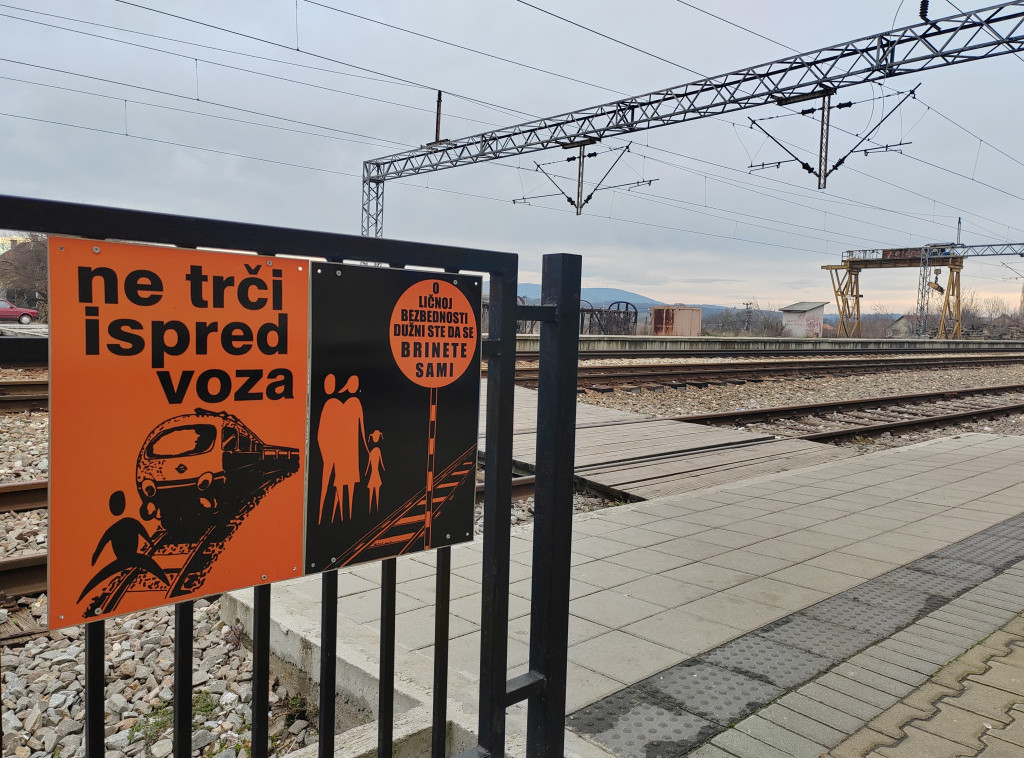 ne trči
ispred
voza
O
LIČNOJ
BEZBEDNOSTI
DUŽNI STE DA SE
BRINETE
SAMI